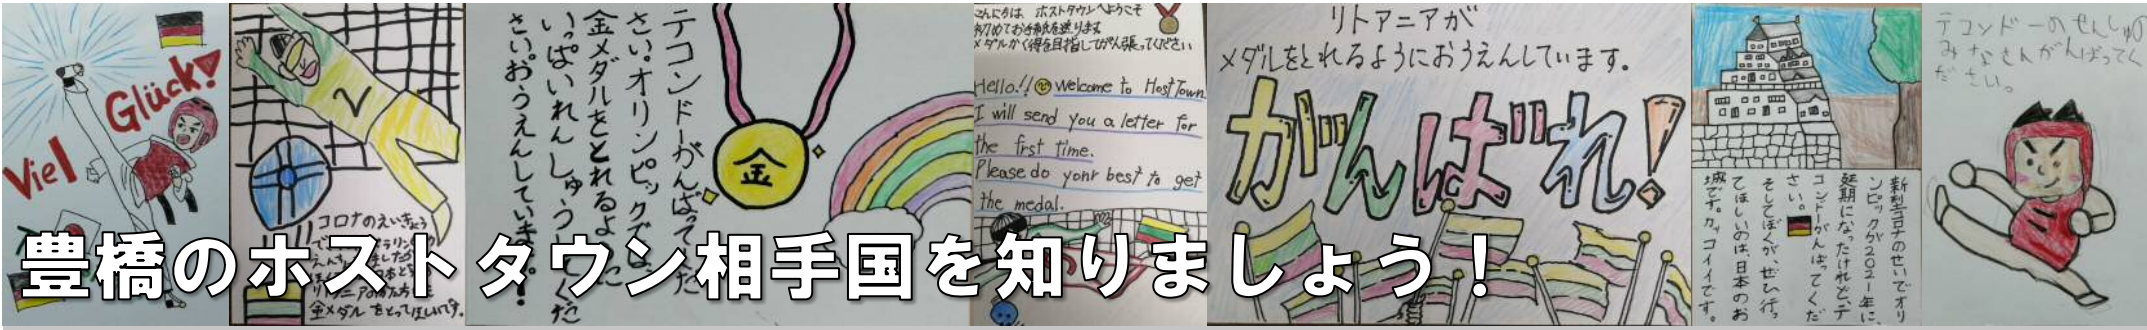 Viel
Glück!
2
コロナのえいきょう
金メダルをとってほしいです。
テコンドーがんばってくだ
さい。オリンピックでは、
金メダルをとれるように
いっぱいれんしゅうしてくだ
さい。おうえんしています。!
金
こんにちは ホストタウンへようこそ
初めてお手紙を送ります
メダルかく得を目指してがん張ってください
Hello.!! Welcome to Host Town.
I will send you a letter for
the frst time.
Please do yonr best to get
the medal.
リトアニアが
メダルをとれるようにおうえんしています。
がんばれ!
新型コロナのせいでオリ
ンピックが2021年に、
延期になったけれど、テ
コンドーがんばってくだ
さい。
そしてぼくが、ぜひ行っ
てほしいのは、日本のお
城です。カッコイイです。
テコンドーのせんしゅの
みなさんがんばってく
ださい。
豊橋のホストタウン相手国を知りましょう!